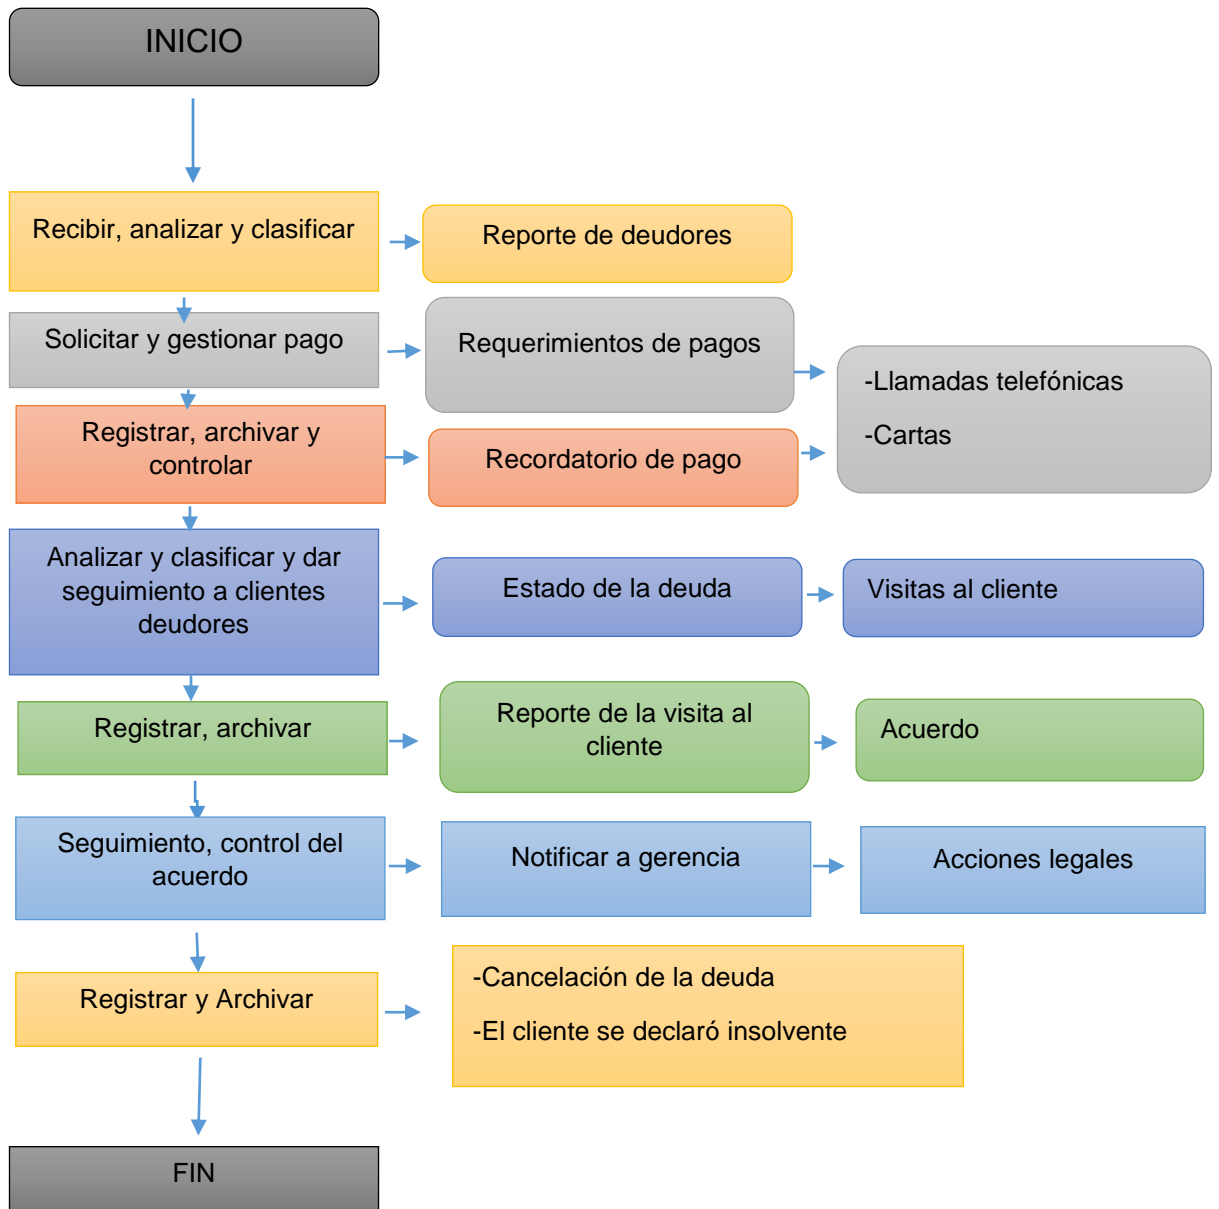 INICIO
Recibir, analizar y clasificar
Reporte de deudores
Solicitar y gestionar pago
Requerimientos de pagos
-Llamadas telefónicas
-Cartas
Registrar, archivar y
controlar
Recordatorio de pago
Analizar y clasificar y dar
seguimiento a clientes
deudores
Estado de la deuda
Visitas al cliente
Registrar, archivar
Reporte de la visita al
cliente
Acuerdo
Seguimiento, control del
acuerdo
Notificar a gerencia
Acciones legales
Registrar y Archivar
-Cancelación de la deuda
-El cliente se declaró insolvente
FIN